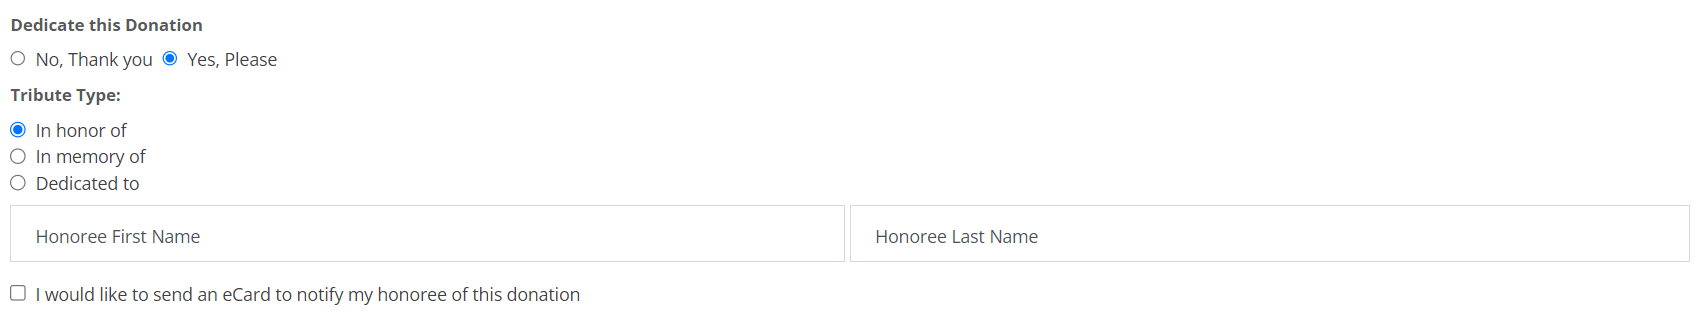 Dedicate this Donation
No, Thank you Yes, Please
Tribute Type:
In honor of
In memory of
Dedicated to
Honoree First Name Honoree Last Name
I would like to send an eCard to notify my honoree of this donation